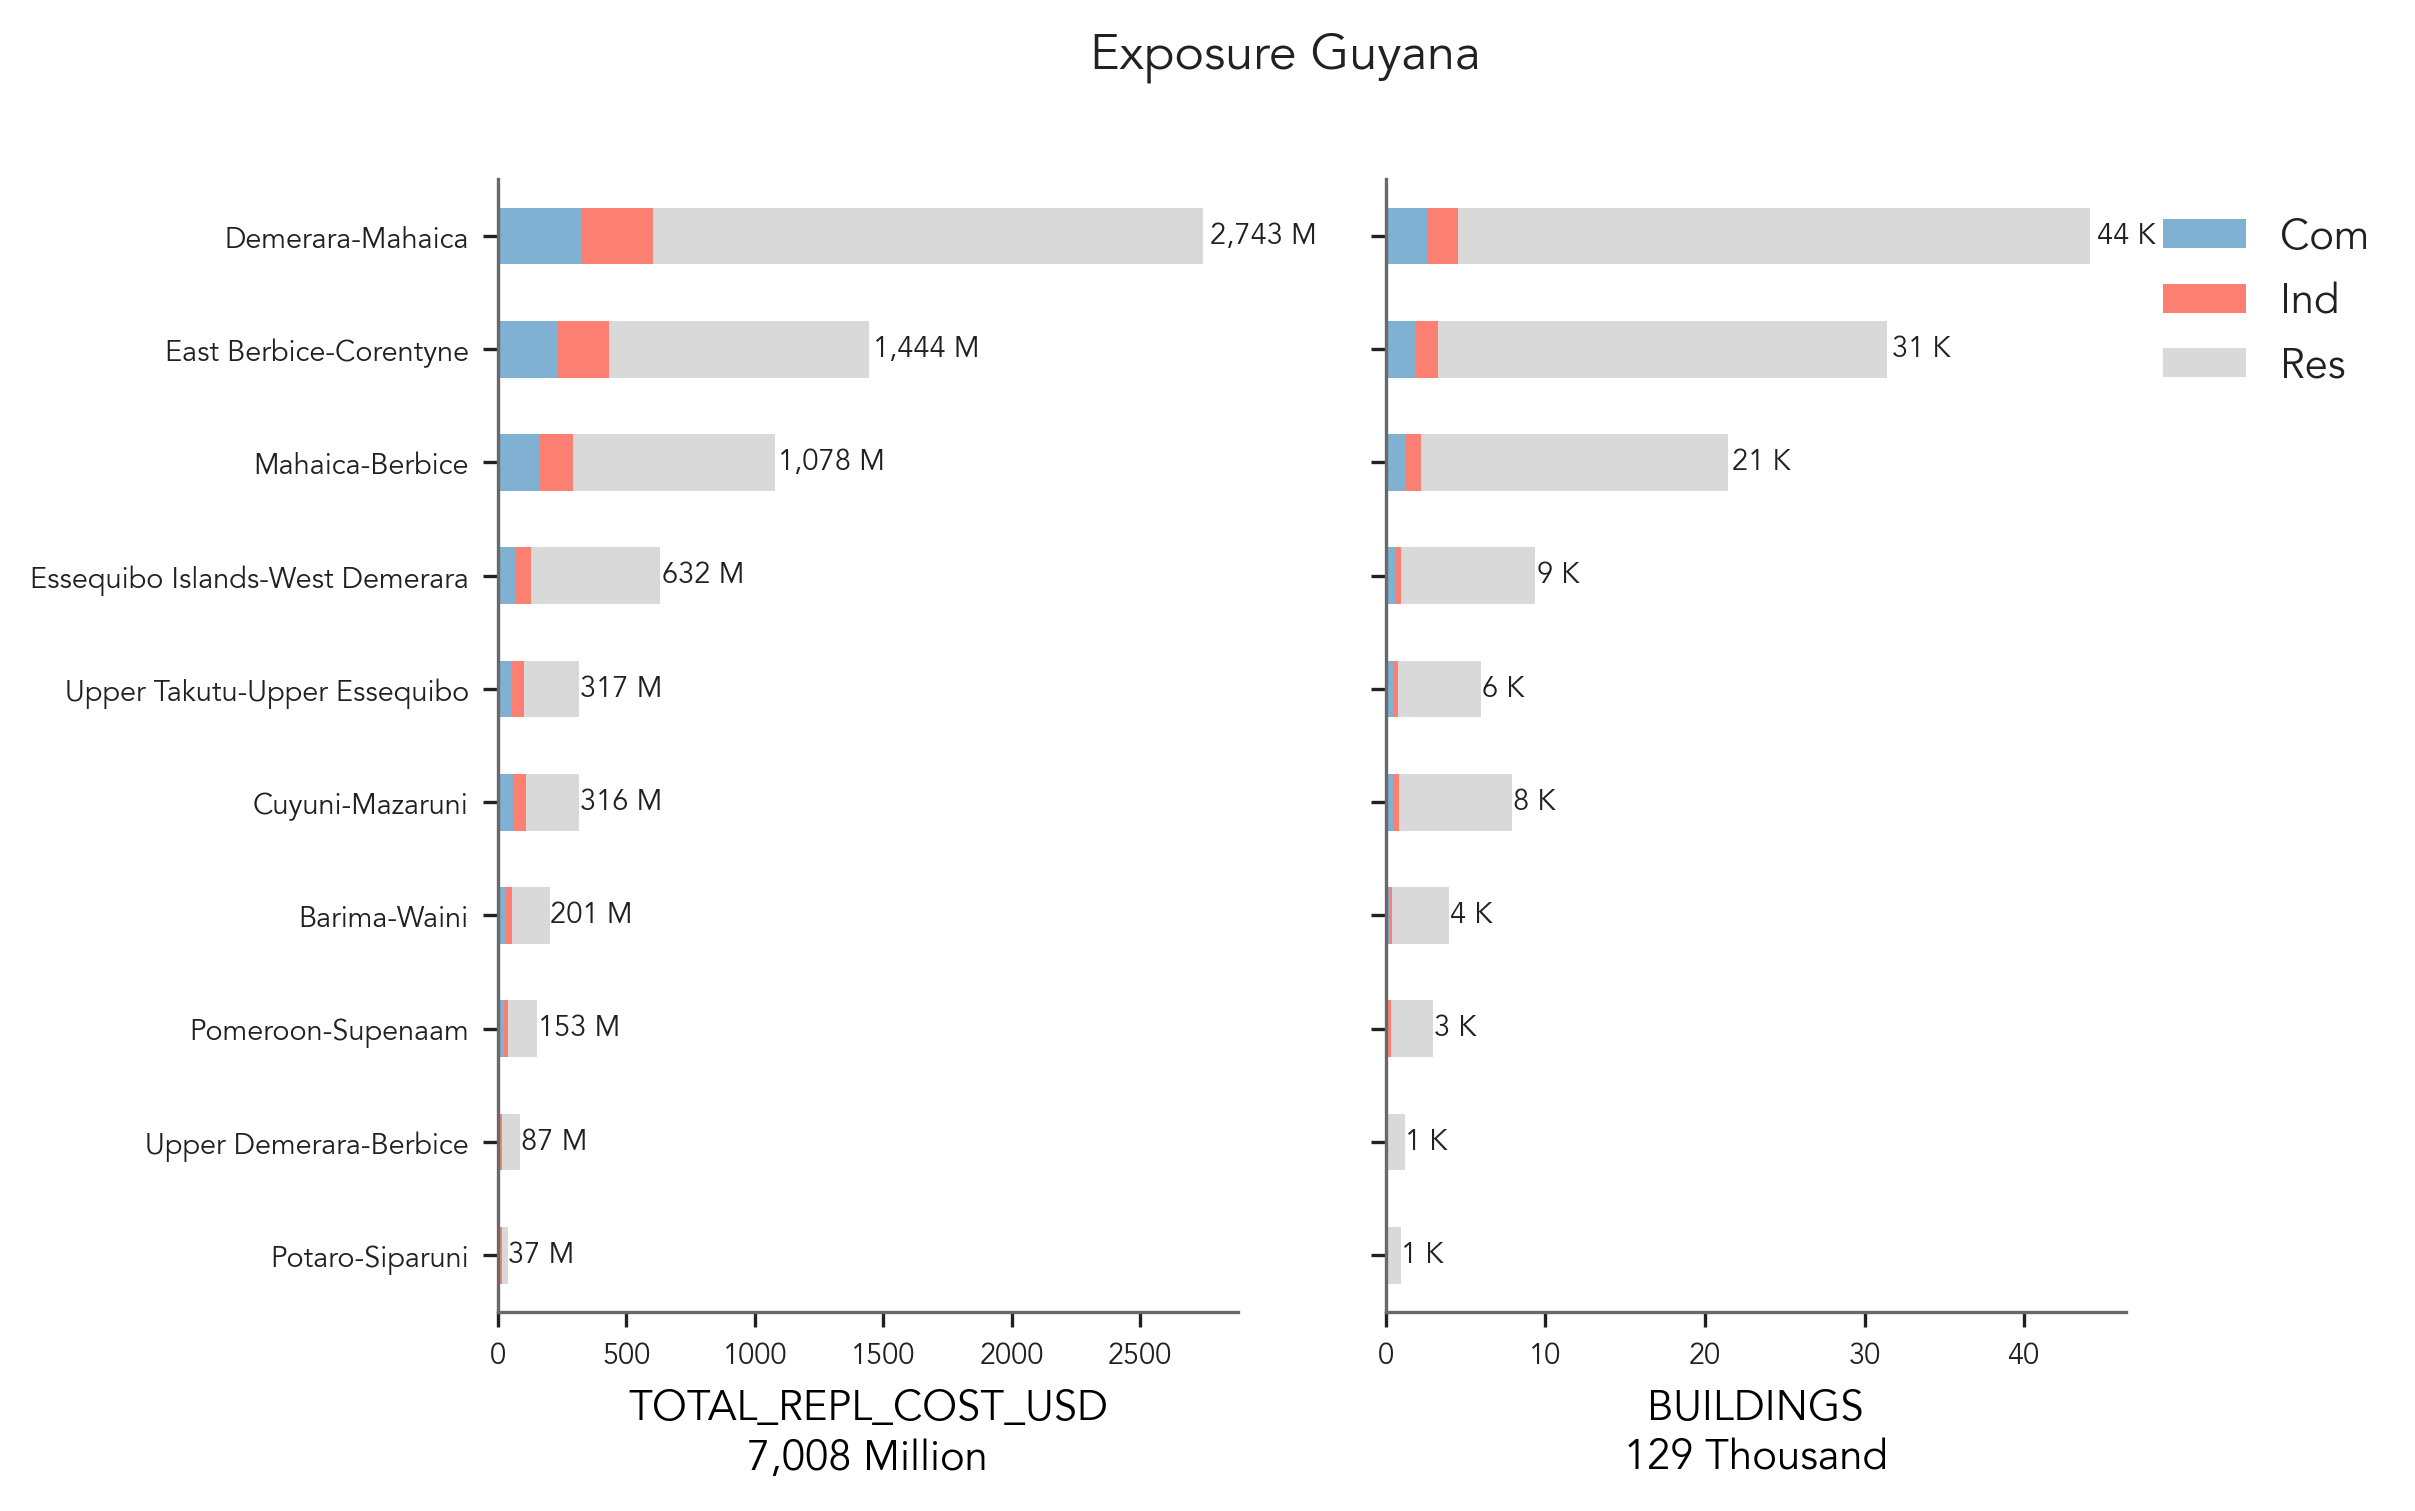 Exposure Guyana
Demerara-Mahaica
2,743 M
44 K
Com
East Berbice-Corentyne
1,444 M
31 K
Ind
Res
Mahaica-Berbice
1,078 M
21 K
Essequibo Islands-West Demerara
632 M
9 K
Upper Takutu-Upper Essequibo
317 M
6 K
Cuyuni-Mazaruni
316 M
8 K
Barima-Waini
201 M
4 K
Pomeroon-Supenaam
153 M
3 K
Upper Demerara-Berbice
87 M
1 K
Potaro-Siparuni
37 M
1 K
0 500 1000 1500 2000 2500
0 10 20 30 40
TOTAL_REPL_COST_USD
7,008 Million
BUILDINGS
129 Thousand